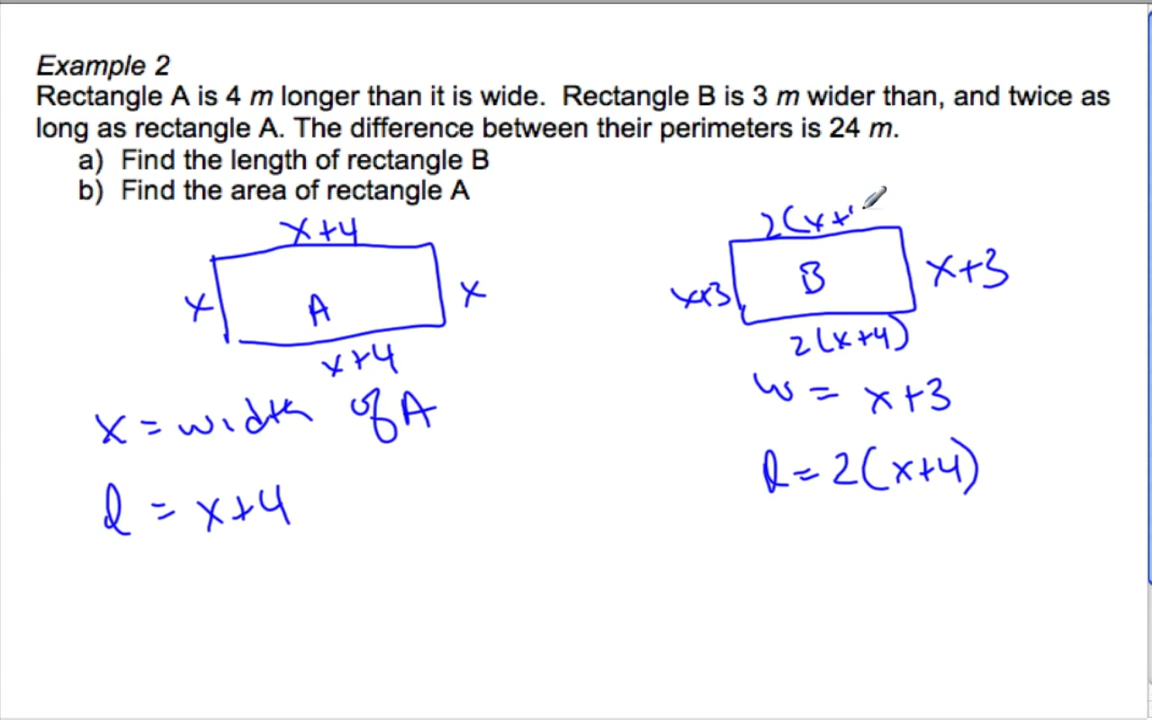 Example 2
Rectangle A is 4 m longer than it is wide.  Rectangle B is 3 m wider than, and twice as
long as rectangle A. The difference between their perimeters is 24 m.
a) Find the length of rectangle B
b) Find the area of rectangle A
x+4
x
A
x
x+4
x = width of A
l = x+4
2(x+
B
x+3
x+3
2(x+4)
w = x+3
l = 2(x+4)